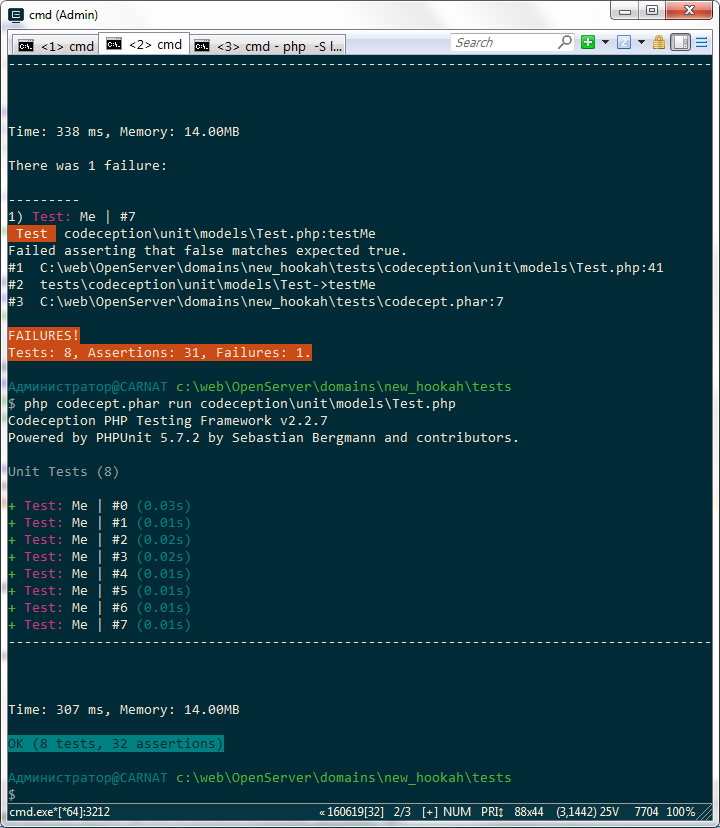 cmd (Admin)
<1> cmd <2> cmd <3> cmd - php -S l... Search
--------------------------------------------------------------------------------
Time: 338 ms, Memory: 14.00MB
There was 1 failure:
---------
1) Test: Me | #7
Test codeception\unit\models\Test.php:testMe
Failed asserting that false matches expected true.
#1 C:\web\OpenServer\domains\new_hookah\tests\codeception\unit\models\Test.php:41
#2 tests\codeception\unit\models\Test->testMe
#3 C:\web\OpenServer\domains\new_hookah\tests\codecept.phar:7
FAILURES!
Tests: 8, Assertions: 31, Failures: 1.
Администратор@CARNAT c:\web\OpenServer\domains\new_hookah\tests
$ php codecept.phar run codeception\unit\models\Test.php
Codeception PHP Testing Framework v2.2.7
Powered by PHPUnit 5.7.2 by Sebastian Bergmann and contributors.
Unit Tests (8)
+ Test: Me | #0 (0.03s)
+ Test: Me | #1 (0.01s)
+ Test: Me | #2 (0.02s)
+ Test: Me | #3 (0.02s)
+ Test: Me | #4 (0.01s)
+ Test: Me | #5 (0.01s)
+ Test: Me | #6 (0.01s)
+ Test: Me | #7 (0.01s)
--------------------------------------------------------------------------------
Time: 307 ms, Memory: 14.00MB
OK (8 tests, 32 assertions)
Администратор@CARNAT c:\web\OpenServer\domains\new_hookah\tests
$
cmd.exe*[*64]:3212 «160619[32] 2/3 [+] NUM PRI↕ 88x44 (3,1442) 25V 7704 100%